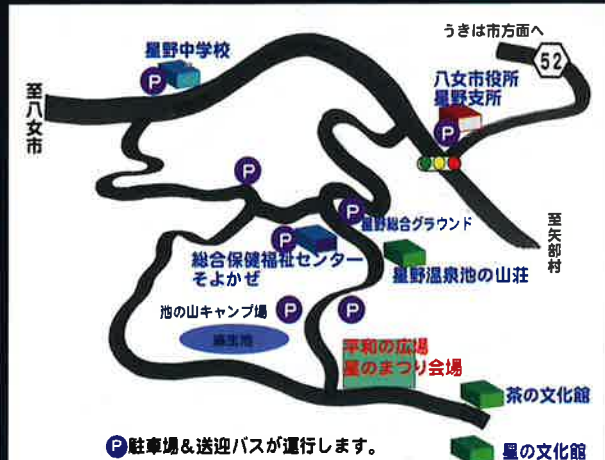 うきは市方面へ
52
星野中学校
P
至八女市
八女市役所
星野支所
P
P
P
星野総合グラウンド
至矢部村
P
総合保健福祉センター
そよかぜ
星野温泉池の山荘
池の山キャンプ場
P
P
麻生池
平和の広場
星のまつり会場
茶の文化館
P駐車場&送迎バスが運行します。
星の文化館